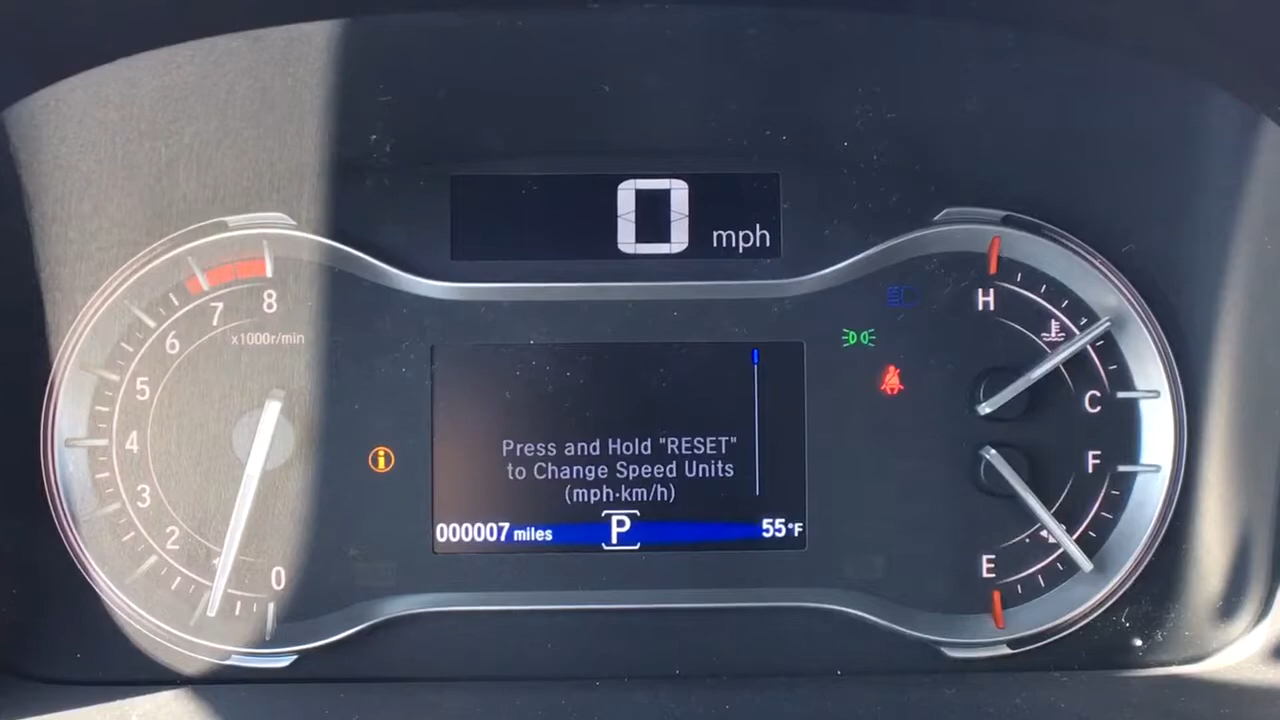 0 mph
8
7
6
x1000r/min
5
4
3
2
0
H
C
F
E
Press and Hold "RESET"
to Change Speed Units
(mph·km/h)
000007 miles P 55°F